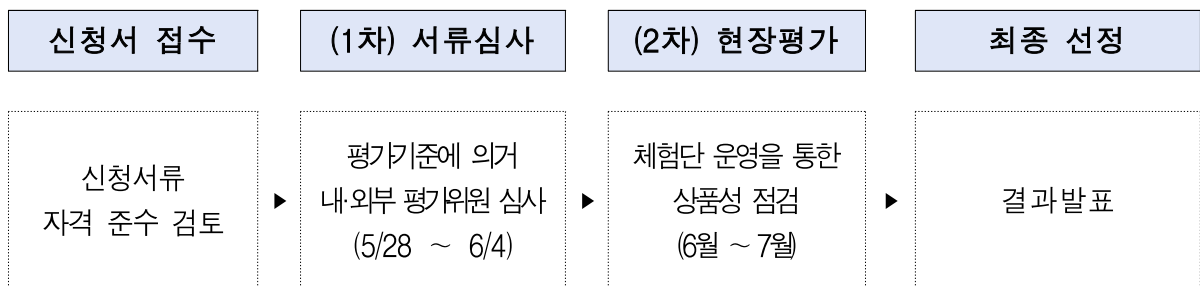 신청서 접수
(1차) 서류심사
(2차) 현장평가
최종 선정
신청서류
자격 준수 검토
▶
평가기준에 의거
내·외부 평가위원 심사
(5/28 ~ 6/4)
▶
체험단 운영을 통한
상품성 점검
(6월 ~ 7월)
▶
결과발표